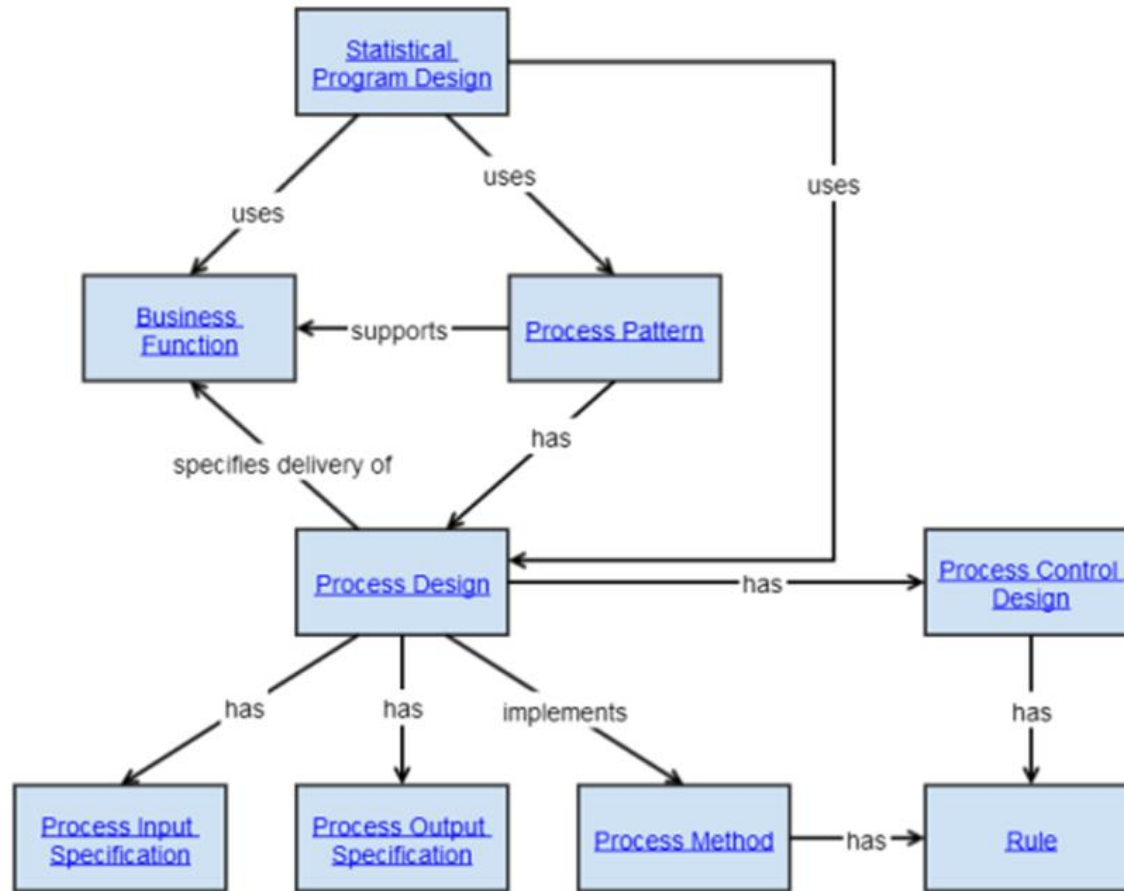 Statistical
Program Design
uses
uses
uses
Business
Function
supports
Process Pattern
has
specifies delivery of
Process Design
has
Process Control
Design
has
has
implements
has
Process Input
Specification
Process Output
Specification
Process Method
has
Rule